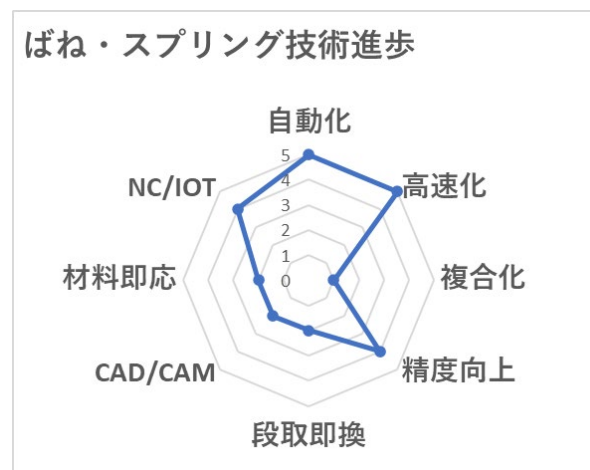 ばね・スプリング技術進歩
自動化
5
NC/IOT
4
高速化
3
2
1
材料即応
0
複合化
CAD/CAM
精度向上
段取即換